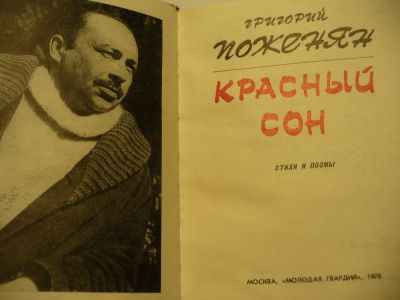 ГРИГОРИЙ
ПОЖЕНЯН
КРАСНЫЙ
СОН
СТИХИ И ПОЭМЫ
МОСКВА, «МОЛОДАЯ ГВАРДИЯ», 1978